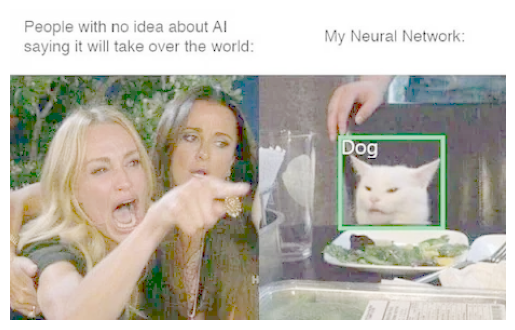 People with no idea about AI
saying it will take over the world:
My Neural Network:
Dog